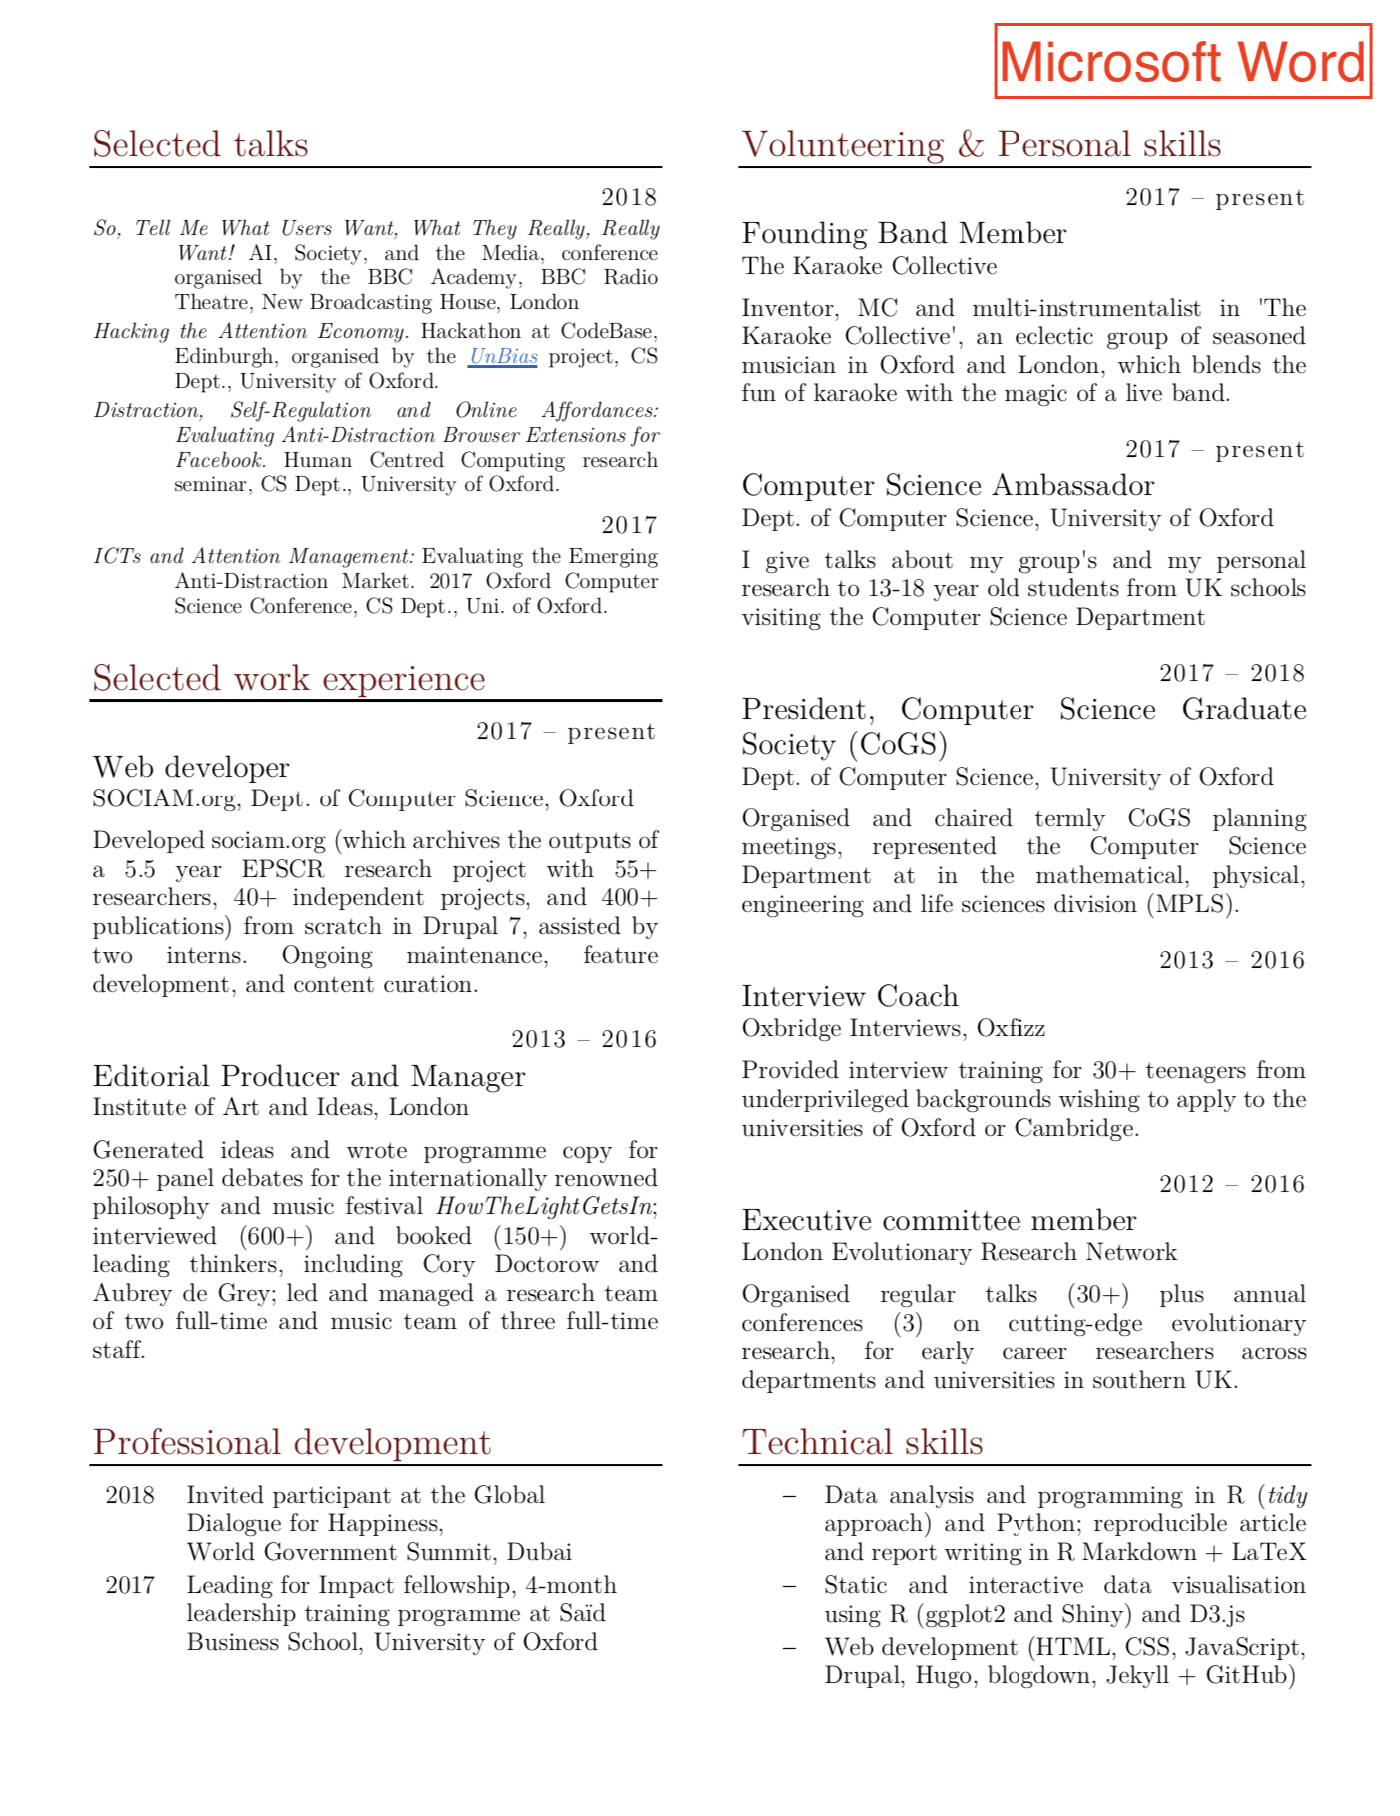 Microsoft Word
Selected talks
2018
So, Tell Me What Users Want, What They Really, Really
Want! AI, Society, and the Media, conference
organised by the BBC Academy, BBC Radio
Theatre, New Broadcasting House, London
Hacking the Attention Economy. Hackathon at CodeBase,
Edinburgh, organised by the UnBias project, CS
Dept., University of Oxford.
Distraction, Self-Regulation and Online Affordances:
Evaluating Anti-Distraction Browser Extensions for
Facebook. Human Centred Computing research
seminar, CS Dept., University of Oxford.
2017
ICTs and Attention Management: Evaluating the Emerging
Anti-Distraction Market. 2017 Oxford Computer
Science Conference, CS Dept., Uni. of Oxford.
Selected work experience
2017 – present
Web developer
SOCIAM.org, Dept. of Computer Science, Oxford
Developed sociam.org (which archives the outputs of
a 5.5 year EPSCR research project with 55+
researchers, 40+ independent projects, and 400+
publications) from scratch in Drupal 7, assisted by
two interns. Ongoing maintenance, feature
development, and content curation.
2013 – 2016
Editorial Producer and Manager
Institute of Art and Ideas, London
Generated ideas and wrote programme copy for
250+ panel debates for the internationally renowned
philosophy and music festival HowTheLightGetsIn;
interviewed (600+) and booked (150+) world-
leading thinkers, including Cory Doctorow and
Aubrey de Grey; led and managed a research team
of two full-time and music team of three full-time
staff.
Professional development
2018 Invited participant at the Global
Dialogue for Happiness,
World Government Summit, Dubai
2017 Leading for Impact fellowship, 4-month
leadership training programme at Saïd
Business School, University of Oxford
Volunteering & Personal skills
2017 – present
Founding Band Member
The Karaoke Collective
Inventor, MC and multi-instrumentalist in 'The
Karaoke Collective', an eclectic group of seasoned
musician in Oxford and London, which blends the
fun of karaoke with the magic of a live band.
2017 – present
Computer Science Ambassador
Dept. of Computer Science, University of Oxford
I give talks about my group's and my personal
research to 13-18 year old students from UK schools
visiting the Computer Science Department
2017 – 2018
President, Computer Science Graduate
Society (CoGS)
Dept. of Computer Science, University of Oxford
Organised and chaired termly CoGS planning
meetings, represented the Computer Science
Department at in the mathematical, physical,
engineering and life sciences division (MPLS).
2013 – 2016
Interview Coach
Oxbridge Interviews, Oxfizz
Provided interview training for 30+ teenagers from
underprivileged backgrounds wishing to apply to the
universities of Oxford or Cambridge.
2012 – 2016
Executive committee member
London Evolutionary Research Network
Organised regular talks (30+) plus annual
conferences (3) on cutting-edge evolutionary
research, for early career researchers across
departments and universities in southern UK.
Technical skills
– Data analysis and programming in R (tidy
approach) and Python; reproducible article
and report writing in R Markdown + LaTeX
– Static and interactive data visualisation
using R (ggplot2 and Shiny) and D3.js
– Web development (HTML, CSS, JavaScript,
Drupal, Hugo, blogdown, Jekyll + GitHub)